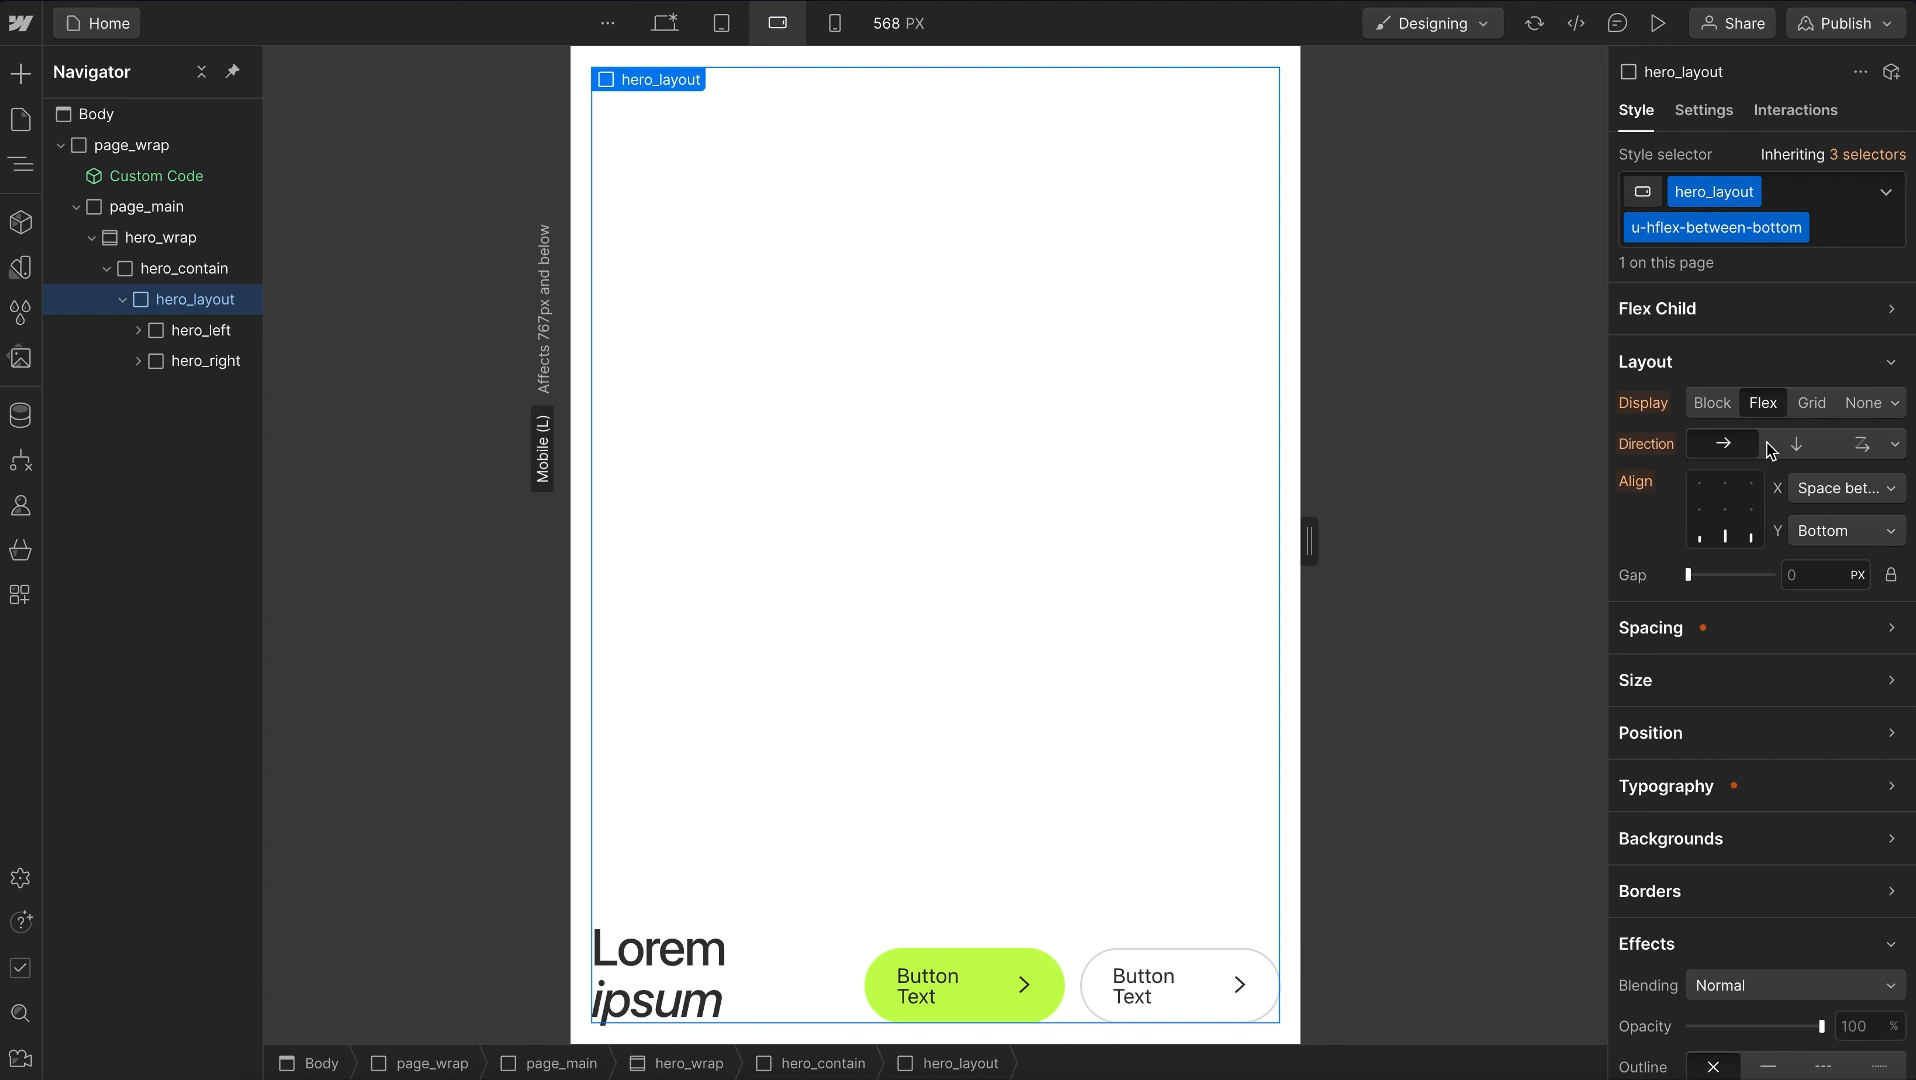 Home
568 PX
Designing
Share
Publish
Navigator
Body
page_wrap
Custom Code
page_main
hero_wrap
hero_contain
hero_layout
hero_left
hero_right
Affects 767px and below
Mobile (L)
hero_layout
Lorem
ipsum
Button
Text
Button
Text
Body
page_wrap
page_main
hero_wrap
hero_contain
hero_layout
hero_layout
Style Settings Interactions
Style selector Inheriting 3 selectors
hero_layout
u-hflex-between-bottom
1 on this page
Flex Child
Layout
Display Block Flex Grid None
Direction
Align X Space bet...
Y Bottom
Gap 0 PX
Spacing
Size
Position
Typography
Backgrounds
Borders
Effects
Blending Normal
Opacity 100 %
Outline